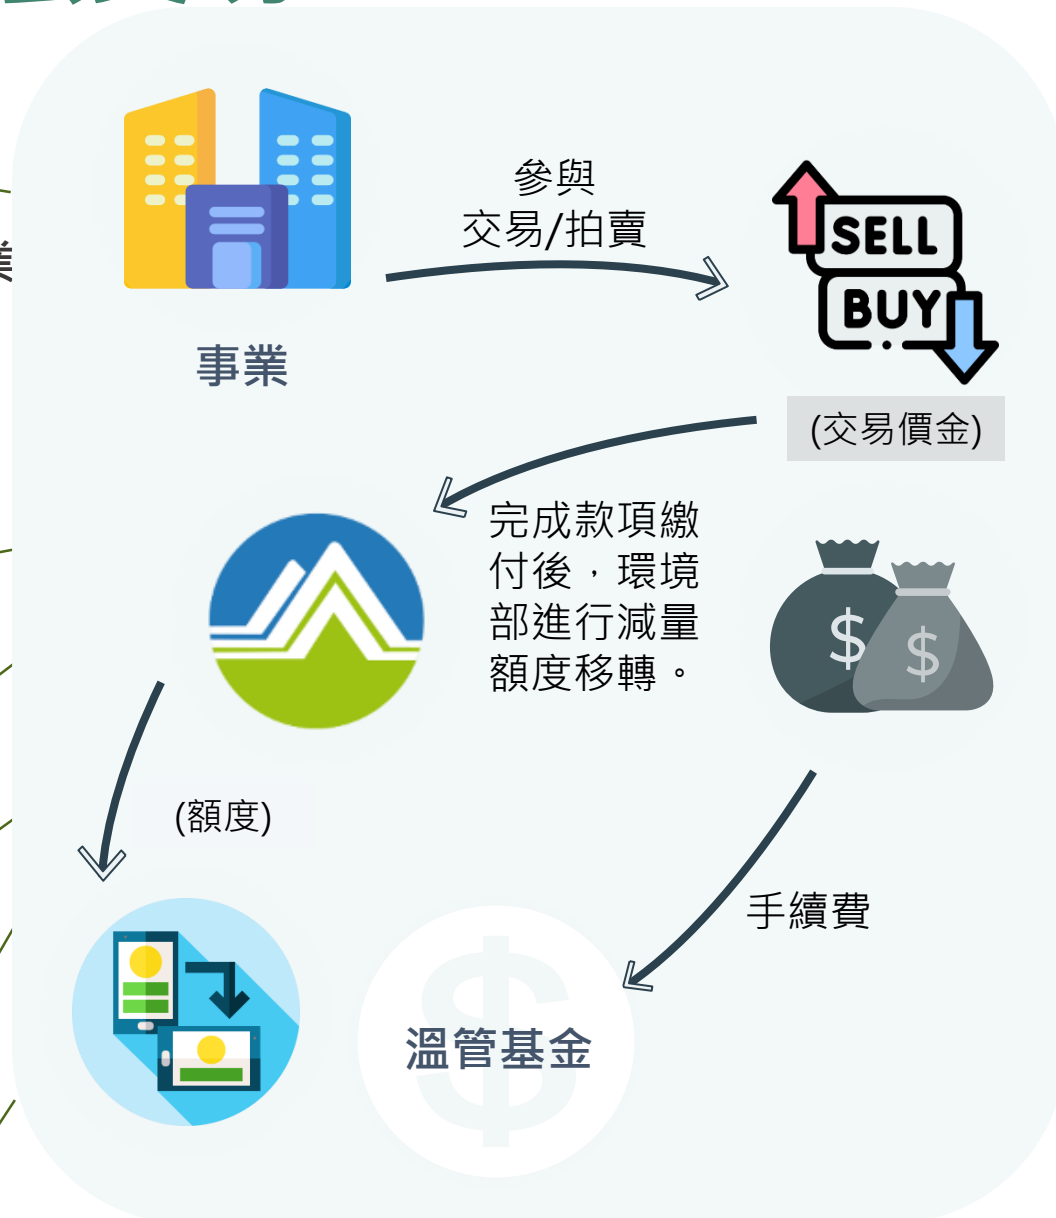 參與
交易/拍賣
SELL
BUY
事業
業
(交易價金)
完成款項繳
付後，環境
部進行減量
額度移轉。
$
$
(額度)
手續費
溫管基金